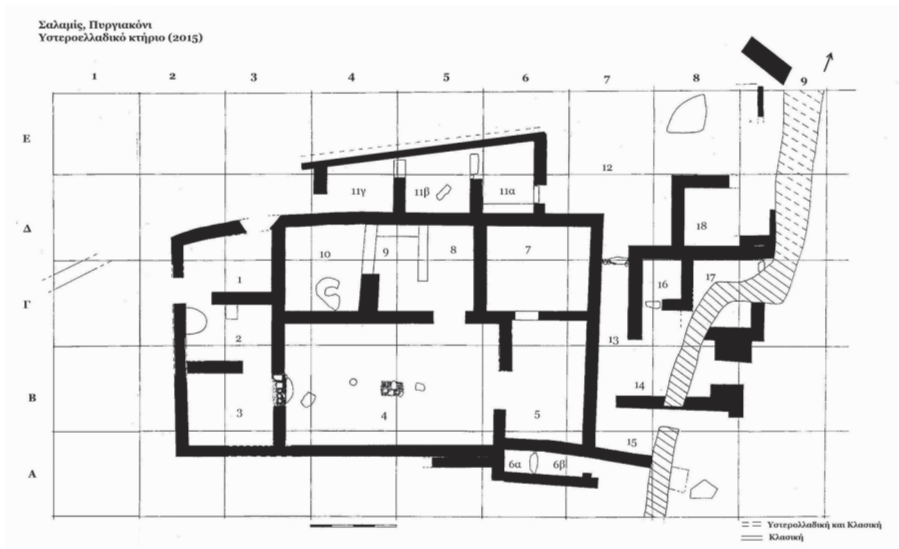 Σαλαμίς, Πυργιακόνι
Υστεροελλαδικό κτήριο (2015)
1 2 3 4 5 6 7 8 9
Ε
12
11γ 11β 11α
18
Δ
10 9 8 7
1 16 17
Γ
2 13
14
Β
3 4 5
15
6α 6β
Α
Υστερολλαδική και Κλασική
Κλασική